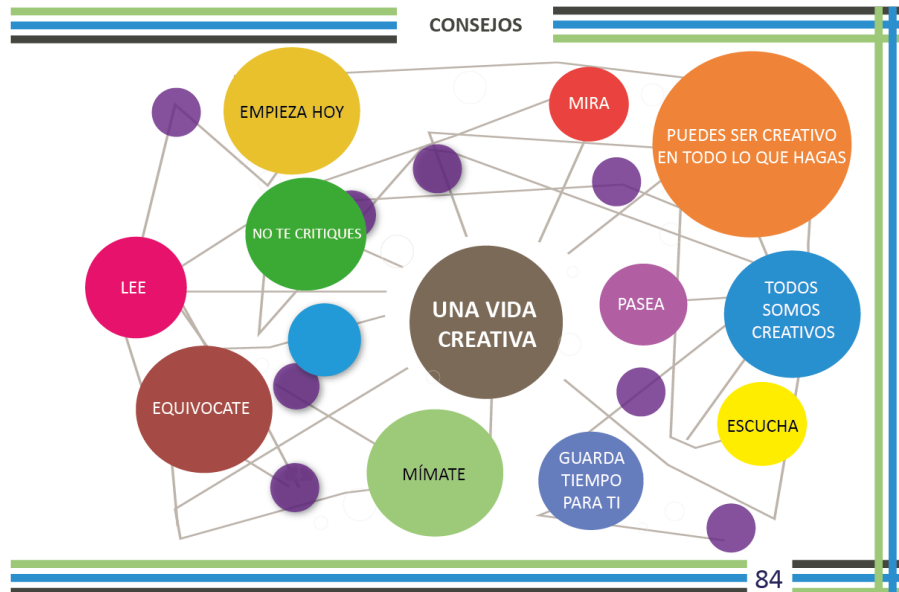 CONSEJOS
EMPIEZA HOY
MIRA
PUEDES SER CREATIVO
EN TODO LO QUE HAGAS
NO TE CRITIQUES
LEE
UNA VIDA
CREATIVA
PASEA
TODOS
SOMOS
CREATIVOS
EQUIVOCATE
ESCUCHA
MÍMATE
GUARDA
TIEMPO
PARA TI
84